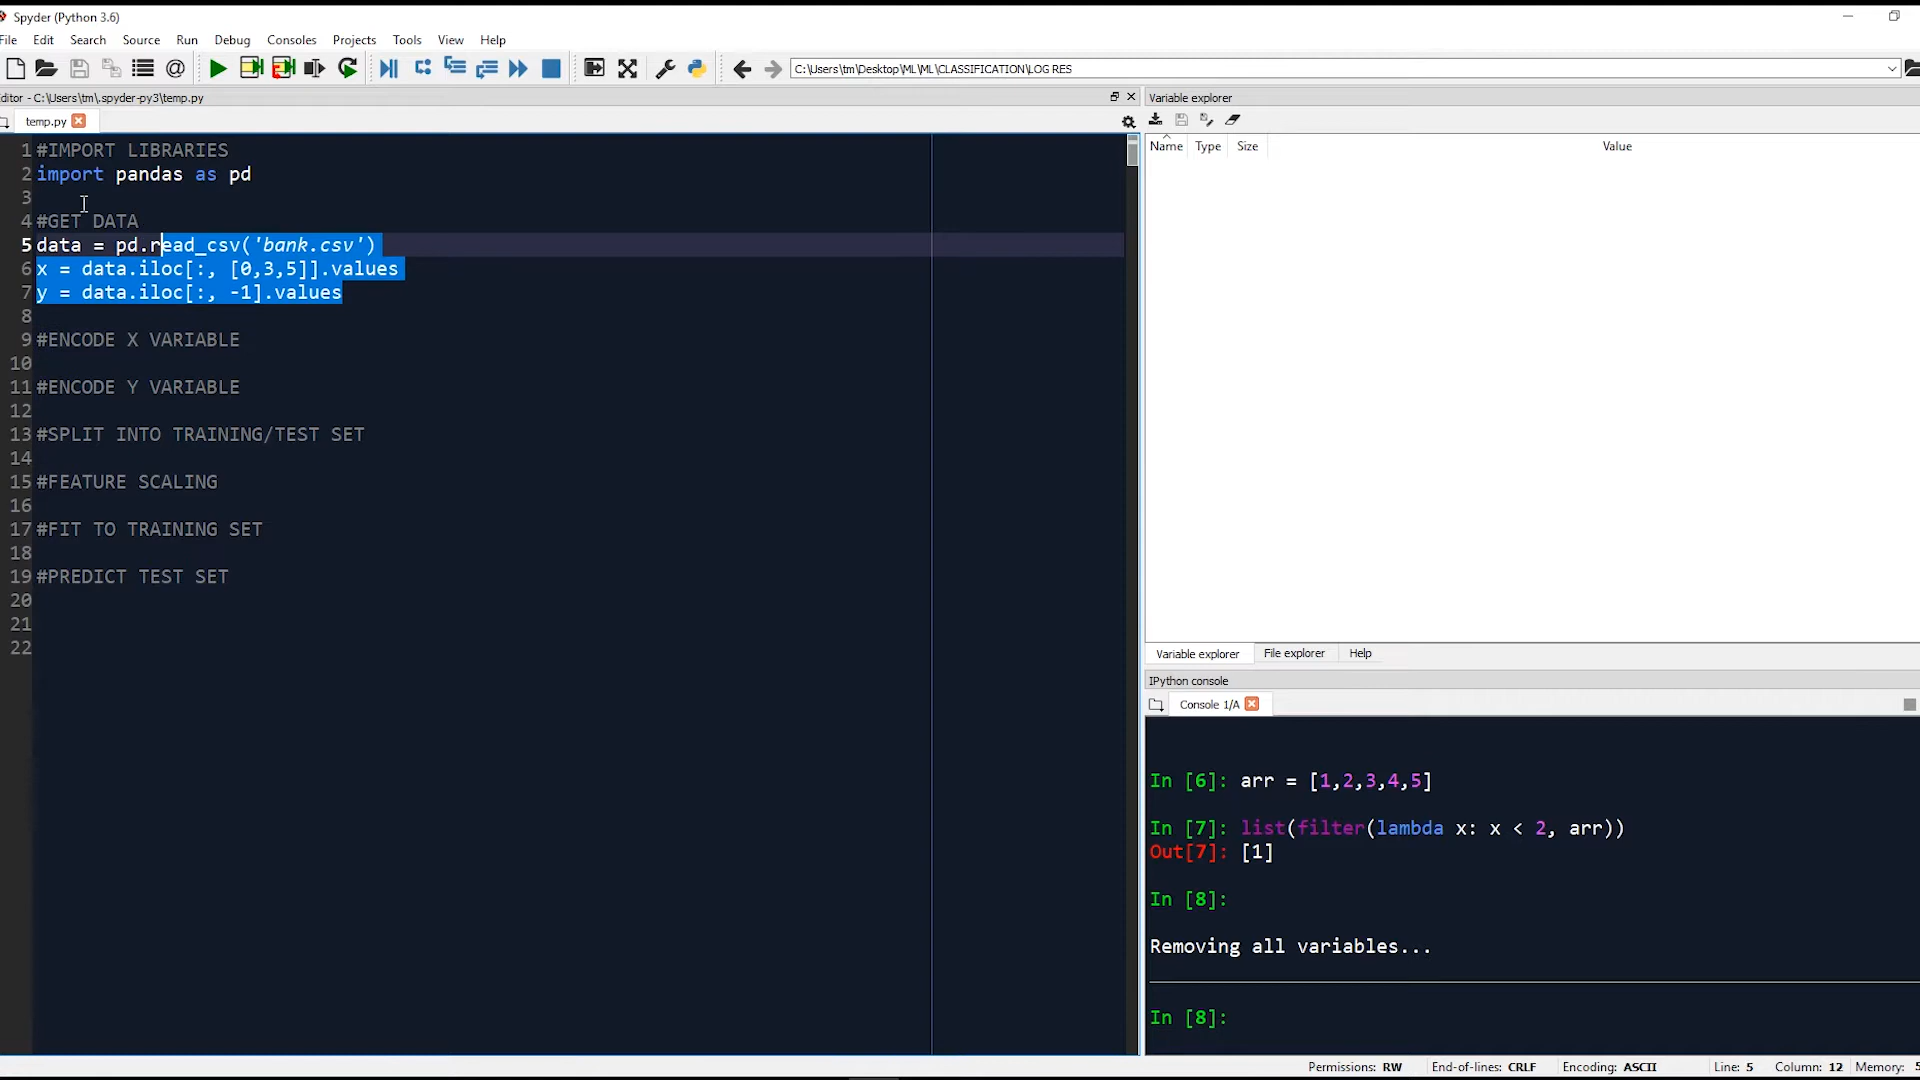 Spyder (Python 3.6)
File Edit Search Source Run Debug Consoles Projects Tools View Help
C:\Users\tm\Desktop\ML\ML\CLASSIFICATION\LOG RES
ditor - C:\Users\tm\.spyder-py3\temp.py
temp.py
1 #IMPORT LIBRARIES
2 import pandas as pd
3
4 #GET DATA
5 data = pd.read_csv('bank.csv')
6 x = data.iloc[:, [0,3,5]].values
7 y = data.iloc[:, -1].values
8
9 #ENCODE X VARIABLE
10
11 #ENCODE Y VARIABLE
12
13 #SPLIT INTO TRAINING/TEST SET
14
15 #FEATURE SCALING
16
17 #FIT TO TRAINING SET
18
19 #PREDICT TEST SET
20
21
22
Variable explorer
Name Type Size Value
Variable explorer File explorer Help
IPython console
Console 1/A
In [6]: arr = [1,2,3,4,5]
In [7]: list(filter(lambda x: x < 2, arr))
Out[7]: [1]
In [8]:
Removing all variables...
In [8]:
Permissions: RW End-of-lines: CRLF Encoding: ASCII Line: 5 Column: 12 Memory: